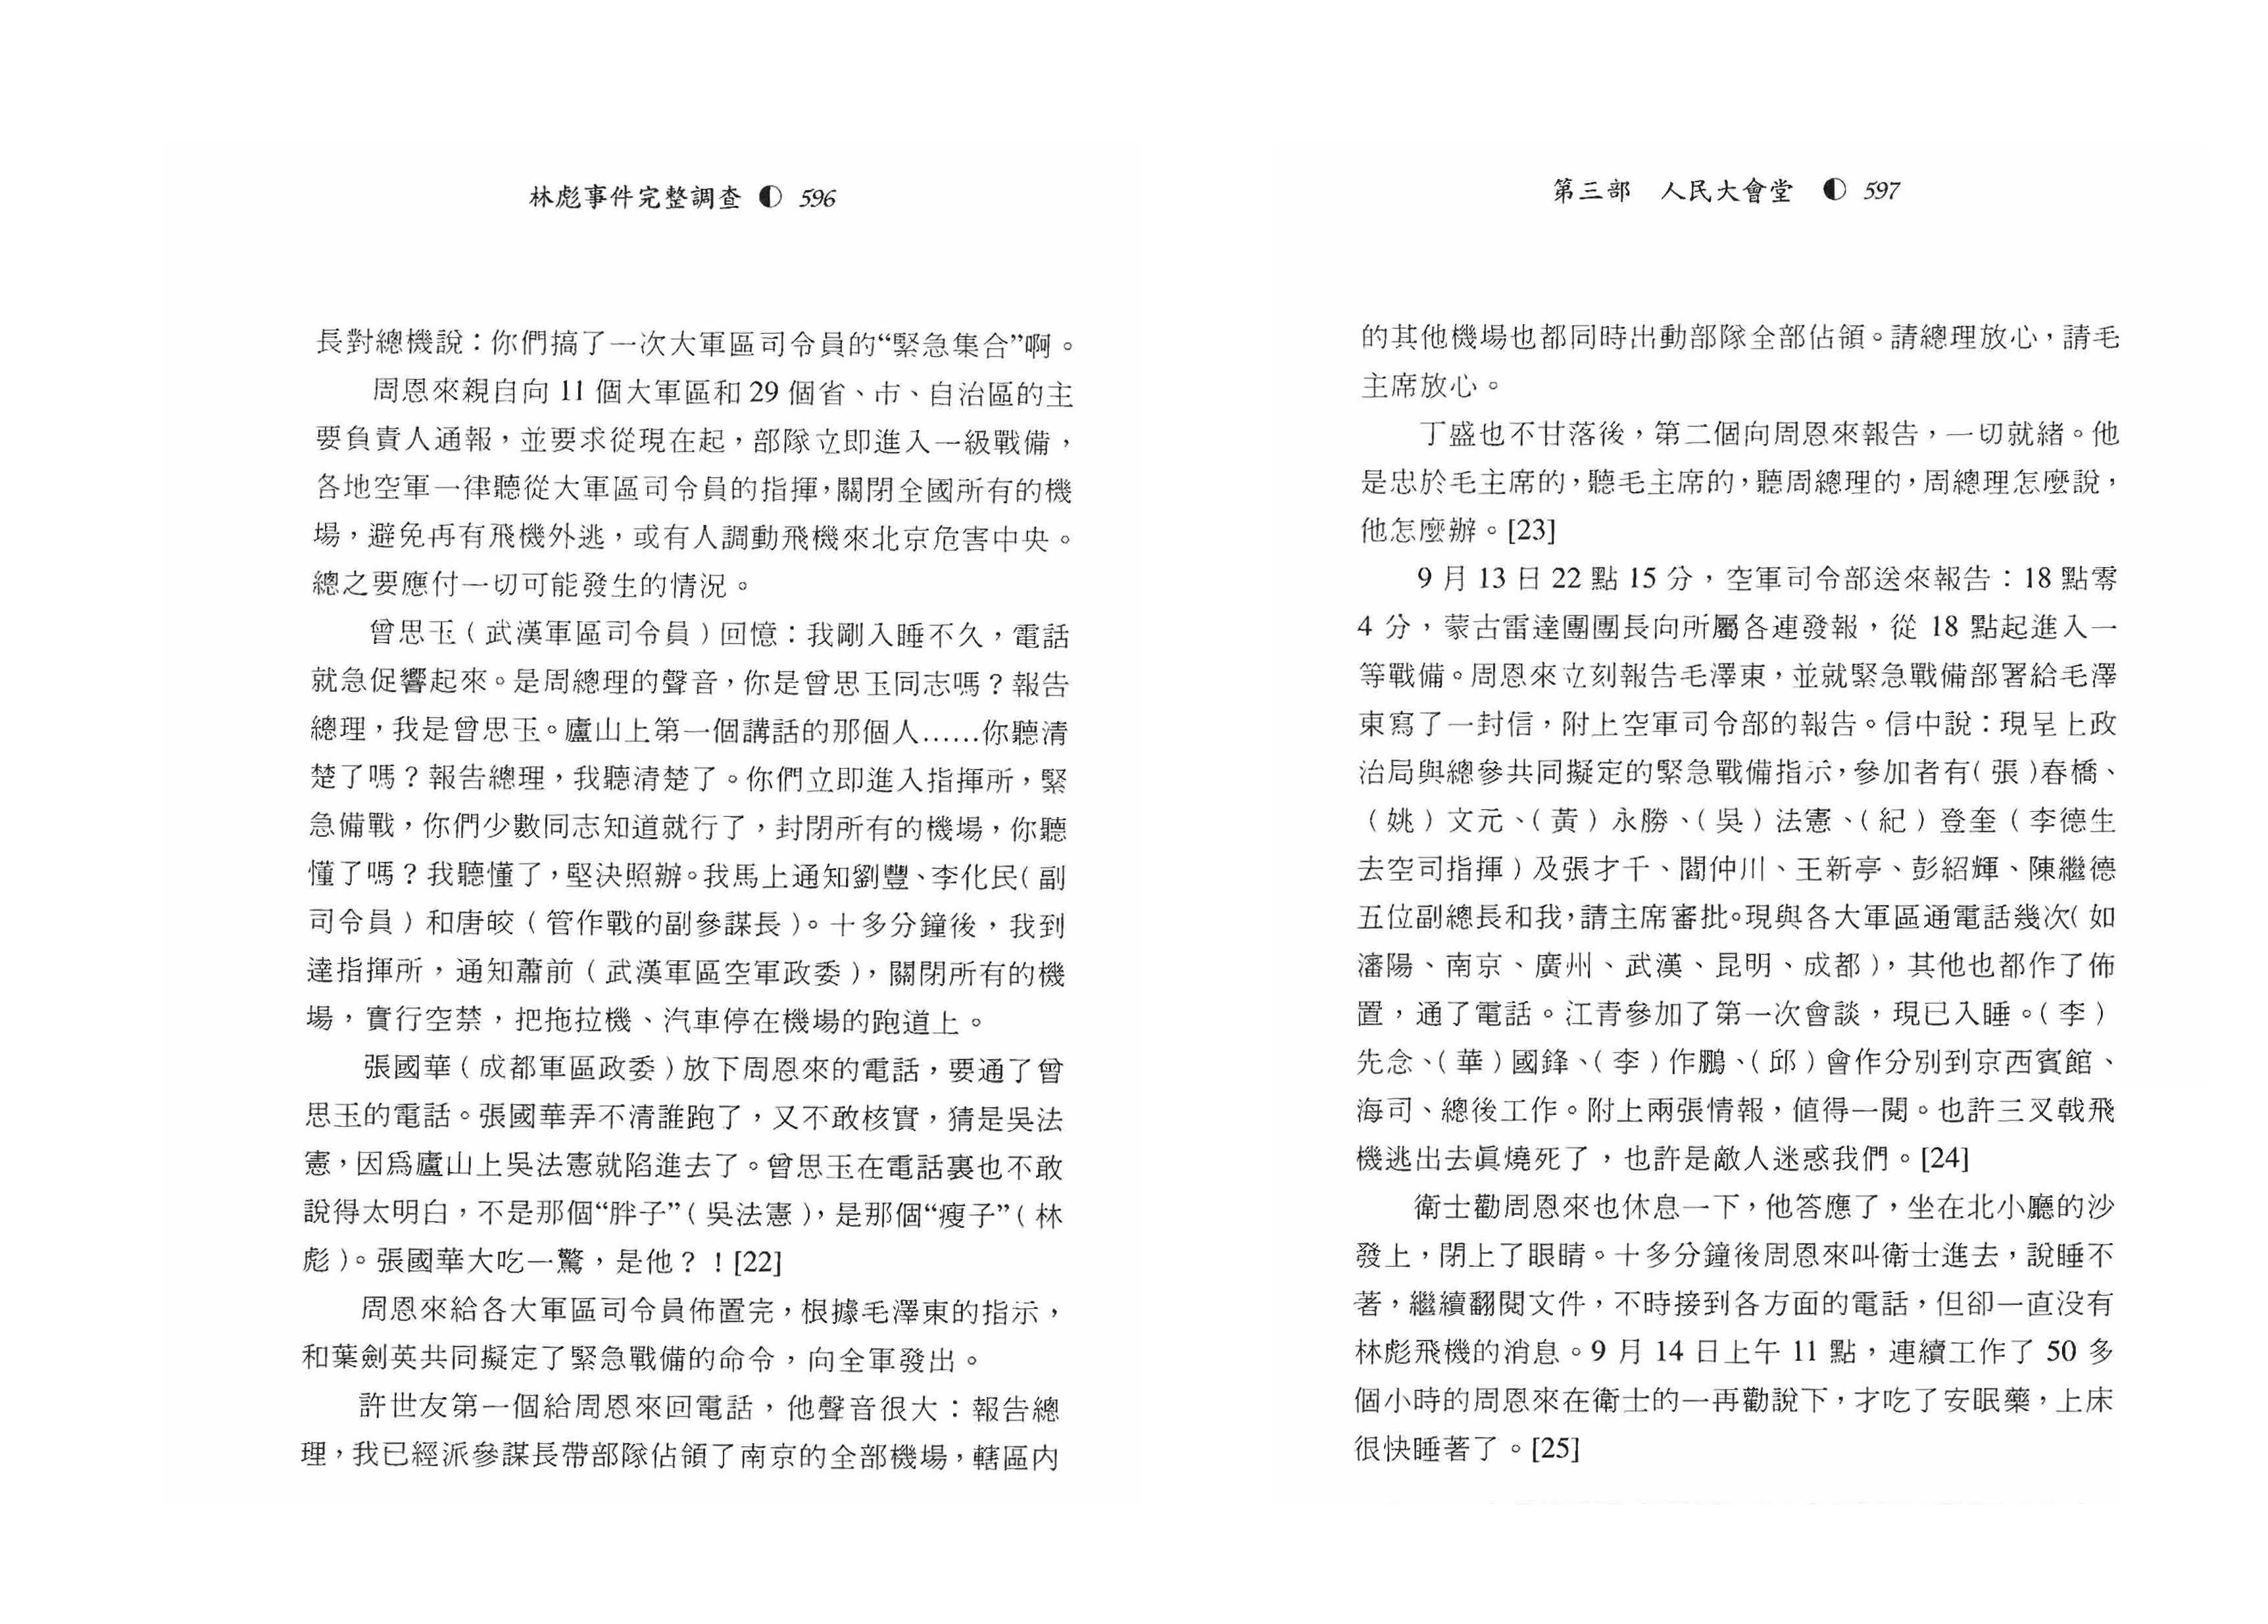 林彪事件完整調查 ◐ 596
長對總機說：你們搞了一次大軍區司令員的“緊急集合”啊。
周恩來親自向 11 個大軍區和 29 個省、市、自治區的主
要負責人通報，並要求從現在起，部隊立即進入一級戰備，
各地空軍一律聽從大軍區司令員的指揮，關閉全國所有的機
場，避免再有飛機外逃，或有人調動飛機來北京危害中央。
總之要應付一切可能發生的情況。
曾思玉（武漢軍區司令員）回憶：我剛入睡不久，電話
就急促響起來。是周總理的聲音，你是曾思玉同志嗎？報告
總理，我是曾思玉。廬山上第一個講話的那個人……你聽清
楚了嗎？報告總理，我聽清楚了。你們立即進入指揮所，緊
急備戰，你們少數同志知道就行了，封閉所有的機場，你聽
懂了嗎？我聽懂了，堅決照辦。我馬上通知劉豐、李化民（副
司令員）和唐皎（管作戰的副參謀長）。十多分鐘後，我到
達指揮所，通知蕭前（武漢軍區空軍政委），關閉所有的機
場，實行空禁，把拖拉機、汽車停在機場的跑道上。
張國華（成都軍區政委）放下周恩來的電話，要通了曾
思玉的電話。張國華弄不清誰跑了，又不敢核實，猜是吳法
憲，因爲廬山上吳法憲就陷進去了。曾思玉在電話裏也不敢
說得太明白，不是那個“胖子”（吳法憲），是那個“瘦子”（林
彪）。張國華大吃一驚，是他？！[22]
周恩來給各大軍區司令員佈置完，根據毛澤東的指示，
和葉劍英共同擬定了緊急戰備的命令，向全軍發出。
許世友第一個給周恩來回電話，他聲音很大：報告總
理，我已經派參謀長帶部隊佔領了南京的全部機場，轄區內
第三部 人民大會堂 ◐ 597
的其他機場也都同時出動部隊全部佔領。請總理放心，請毛
主席放心。
丁盛也不甘落後，第二個向周恩來報告，一切就緒。他
是忠於毛主席的，聽毛主席的，聽周總理的，周總理怎麼說，
他怎麼辦。[23]
9 月 13 日 22 點 15 分，空軍司令部送來報告：18 點零
4 分，蒙古雷達團團長向所屬各連發報，從 18 點起進入一
等戰備。周恩來立刻報告毛澤東，並就緊急戰備部署給毛澤
東寫了一封信，附上空軍司令部的報告。信中說：現呈上政
治局與總參共同擬定的緊急戰備指示，參加者有（張）春橋、
（姚）文元、（黃）永勝、（吳）法憲、（紀）登奎（李德生
去空司指揮）及張才千、閻仲川、王新亭、彭紹輝、陳繼德
五位副總長和我，請主席審批。現與各大軍區通電話幾次（如
瀋陽、南京、廣州、武漢、昆明、成都），其他也都作了佈
置，通了電話。江青參加了第一次會談，現已入睡。（李）
先念、（華）國鋒、（李）作鵬、（邱）會作分別到京西賓館、
海司、總後工作。附上兩張情報，值得一閱。也許三叉戟飛
機逃出去眞燒死了，也許是敵人迷惑我們。[24]
衛士勸周恩來也休息一下，他答應了，坐在北小廳的沙
發上，閉上了眼睛。十多分鐘後周恩來叫衛士進去，說睡不
著，繼續翻閱文件，不時接到各方面的電話，但卻一直沒有
林彪飛機的消息。9 月 14 日上午 11 點，連續工作了 50 多
個小時的周恩來在衛士的一再勸說下，才吃了安眠藥，上床
很快睡著了。[25]